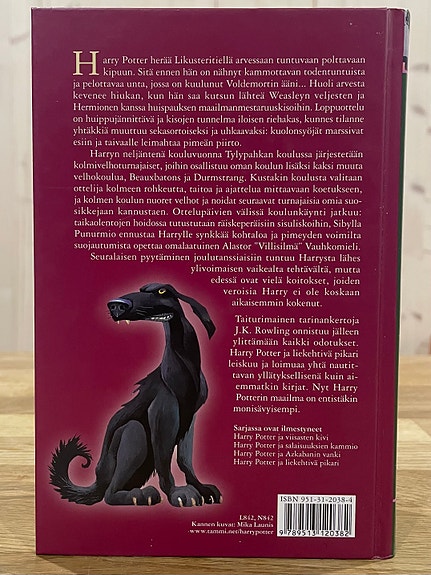 Harry Potter herää Likusteritiellä arvessaan tuntuvaan polttavaan
kipuun. Sitä ennen hän on nähnyt kammottavan todentuntuista
ja pelottavaa unta, jossa on kuulunut Voldemortin ääni... Huoli arvesta
kevenee hiukan, kun hän saa kutsun lähteä Weasleyn veljesten ja
Hermionen kanssa huispauksen maailmanmestaruuskisoihin. Loppuottelu
on huippujännittävä ja kisojen tunnelma iloisen riehakas, kunnes tilanne
yhtäkkiä muuttuu sekasortoiseksi ja uhkaavaksi: kuolonsyöjät marssivat
esiin ja taivaalle leimahtaa pimeän piirto.
Harryn neljäntenä kouluvuonna Tylypahkan koulussa järjestetään
kolmivelhoturnajaiset, joihin osallistuu oman koulun lisäksi kaksi muuta
velhokoulua, Beauxbatons ja Durmstrang. Kustakin koulusta valitaan
ottelija kolmeen rohkeutta, taitoa ja ajattelua mittaavaan koetukseen,
ja kolmen koulun nuoret velhot ja noidat seuraavat turnajaisia omia suo-
sikkejaan kannustaen. Ottelupäivien välissä koulunkäynti jatkuu:
taikaolentojen hoidossa tutustutaan räiskeperäisiin sisuliskoihin, Sibylla
Punurmio ennustaa Harrylle synkkää kohtaloa ja pimeyden voimilta
suojautumista opettaa omalaatuinen Alastor "Villisilmä" Vauhkomieli.
Seuralaisen pyytäminen joulutanssiaisiin tuntuu Harrysta lähes
ylivoimaisen vaikealta tehtävältä, mutta
edessä ovat vielä koitokset, joiden
veroisia Harry ei ole koskaan
aikaisemmin kokenut.
Taiturimainen tarinankertoja
J.K. Rowling onnistuu jälleen
ylittämään kaikki odotukset.
Harry Potter ja liekehtivä pikari
leiskuu ja loimuaa yhtä nautit-
tavan yllätyksellisenä kuin ai-
emmatkin kirjat. Nyt Harry
Potterin maailma on entistäkin
monisävyisempi.
Sarjassa ovat ilmestyneet
Harry Potter ja viisasten kivi
Harry Potter ja salaisuuksien kammio
Harry Potter ja Azkabanin vanki
Harry Potter ja liekehtivä pikari
L84.2, N84.2
Kannen kuvat: Mika Launis
www.tammi.net/harrypotter
ISBN 951-31-2038-4
9 789513 120382